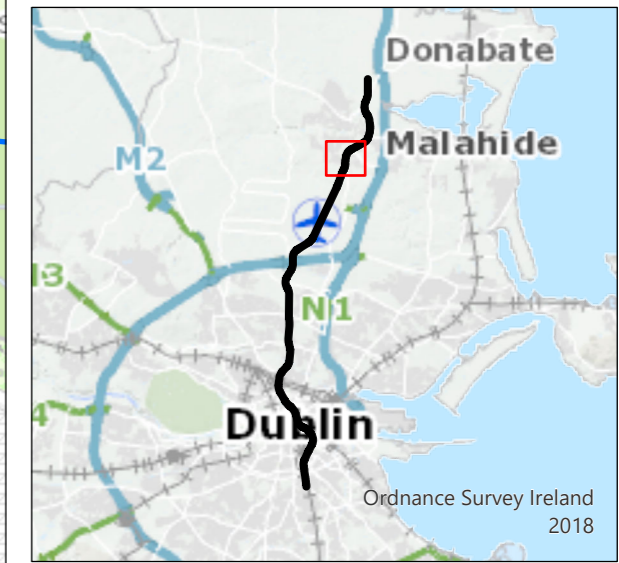 Donabate
M2
Malahide
N1
Dublin
Ordnance Survey Ireland
2018